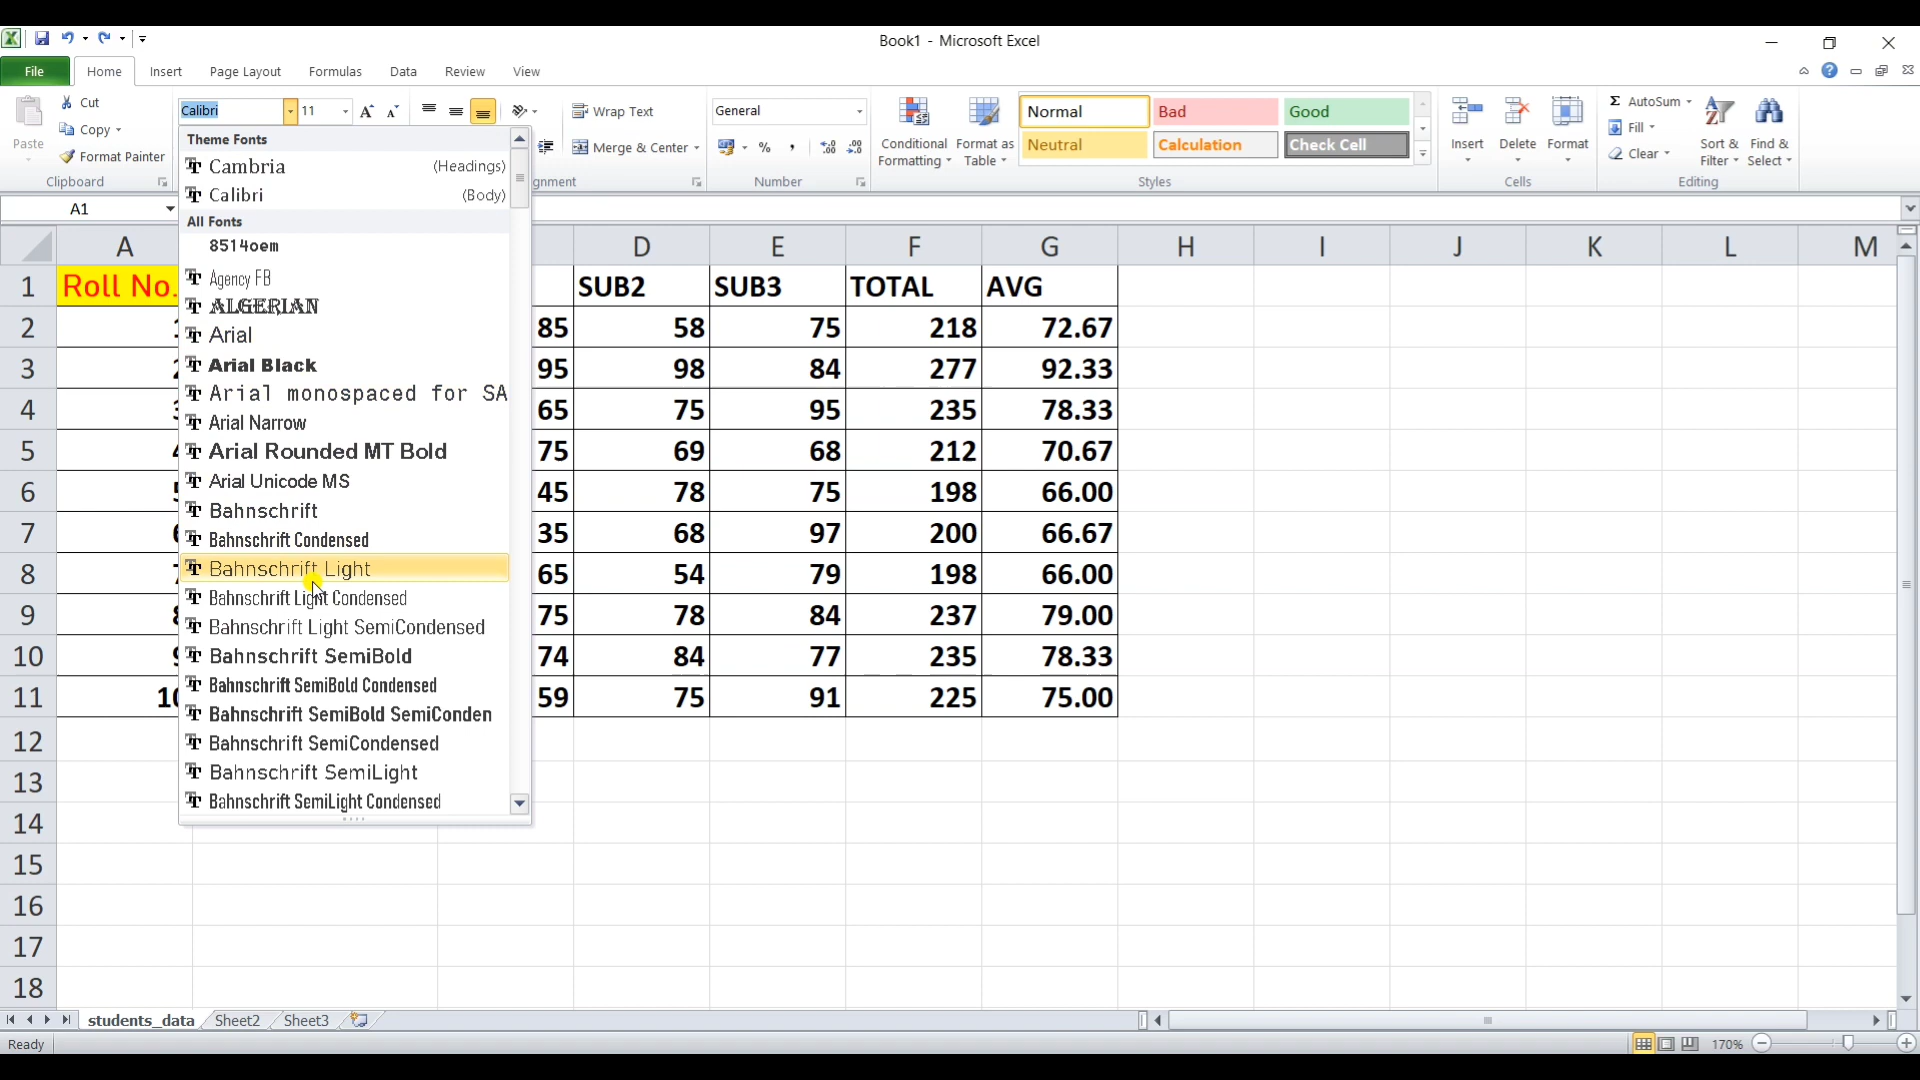 Book1 - Microsoft Excel
File Home Insert Page Layout Formulas Data Review View
Cut
Copy
Format Painter
Paste
Clipboard
Calibri 11
Wrap Text
Merge & Center
gnment
General
%
Number
Conditional Formatting
Format as Table
Normal Bad Good
Neutral Calculation Check Cell
Styles
Insert Delete Format
Cells
Σ AutoSum
Fill
Clear
Sort & Filter
Find & Select
Editing
A1
Theme Fonts
Cambria (Headings)
Calibri (Body)
All Fonts
8514oem
Agency FB
ALGERIAN
Arial
Arial Black
Arial monospaced for SA
Arial Narrow
Arial Rounded MT Bold
Arial Unicode MS
Bahnschrift
Bahnschrift Condensed
Bahnschrift Light
Bahnschrift Light Condensed
Bahnschrift Light SemiCondensed
Bahnschrift SemiBold
Bahnschrift SemiBold Condensed
Bahnschrift SemiBold SemiConden
Bahnschrift SemiCondensed
Bahnschrift SemiLight
Bahnschrift SemiLight Condensed
A D E F G H I J K L M
1 Roll No. SUB2 SUB3 TOTAL AVG
2 85 58 75 218 72.67
3 95 98 84 277 92.33
4 65 75 95 235 78.33
5 75 69 68 212 70.67
6 45 78 75 198 66.00
7 35 68 97 200 66.67
8 65 54 79 198 66.00
9 75 78 84 237 79.00
10 74 84 77 235 78.33
11 59 75 91 225 75.00
12
13
14
15
16
17
18
students_data Sheet2 Sheet3
Ready 170%